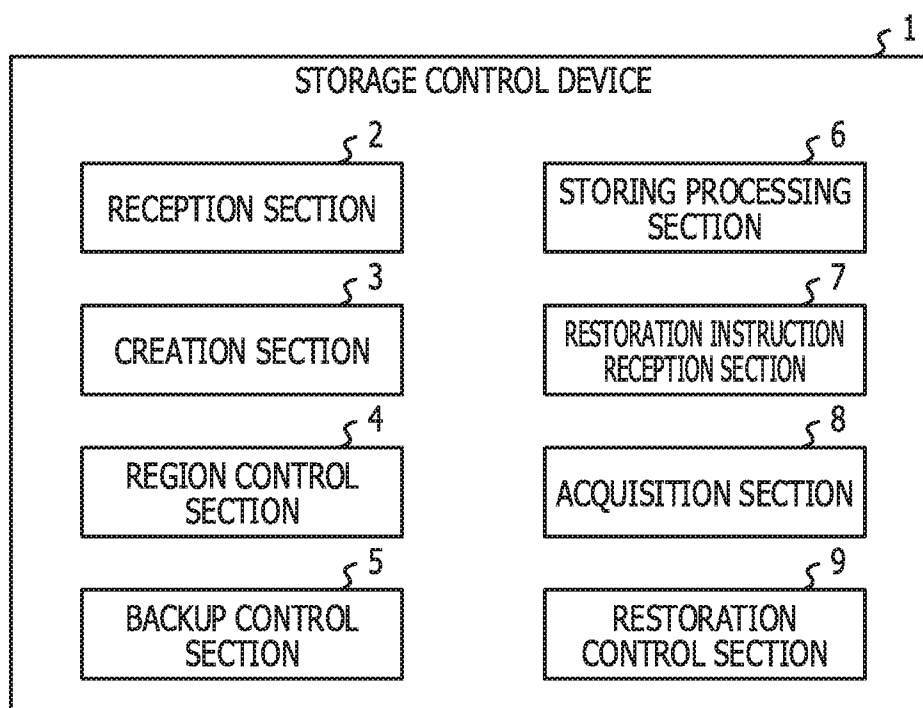 1
STORAGE CONTROL DEVICE
2
RECEPTION SECTION
3
CREATION SECTION
4
REGION CONTROL
SECTION
5
BACKUP CONTROL
SECTION
6
STORING PROCESSING
SECTION
7
RESTORATION INSTRUCTION
RECEPTION SECTION
8
ACQUISITION SECTION
9
RESTORATION
CONTROL SECTION